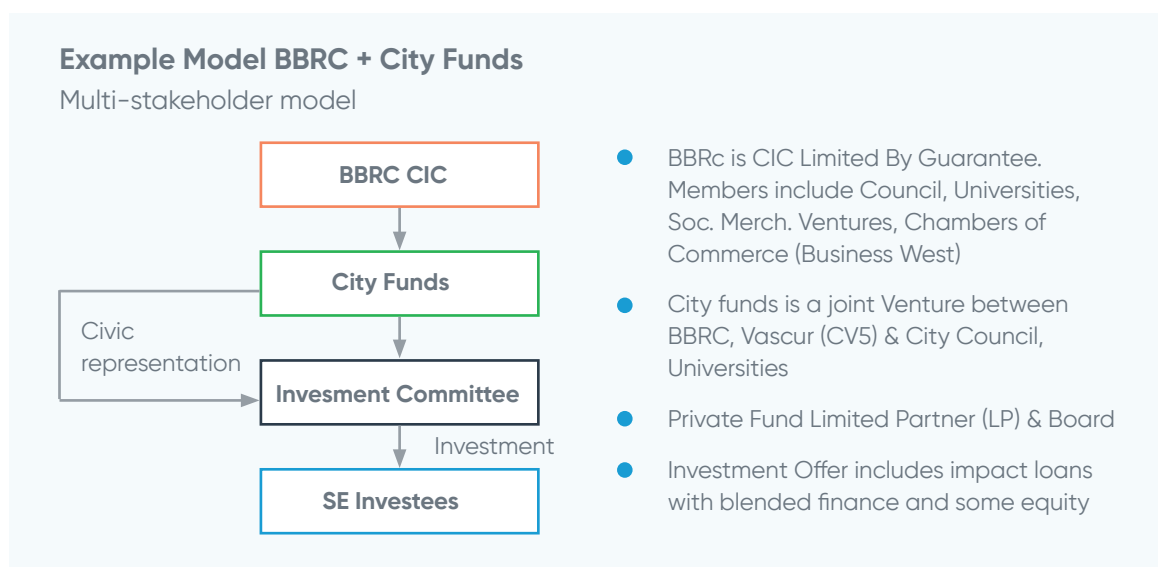 Example Model BBRC + City Funds
Multi-stakeholder model
BBRC CIC
City Funds
Civic
representation
Invesment Committee
Investment
SE Investees
BBRc is CIC Limited By Guarantee.
Members include Council, Universities,
Soc. Merch. Ventures, Chambers of
Commerce (Business West)
City funds is a joint Venture between
BBRC, Vascur (CV5) & City Council,
Universities
Private Fund Limited Partner (LP) & Board
Investment Offer includes impact loans
with blended finance and some equity